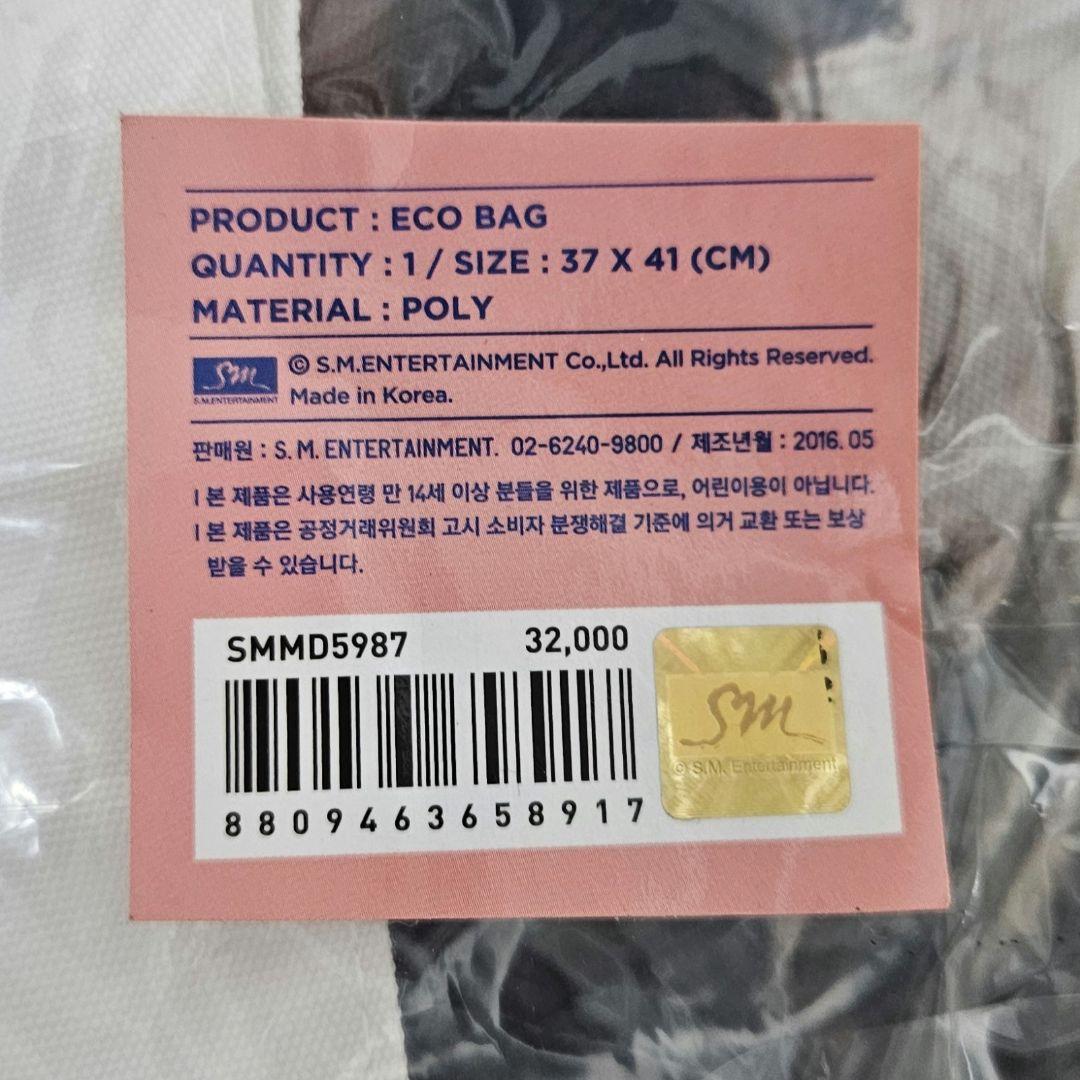 PRODUCT : ECO BAG
QUANTITY : 1 / SIZE : 37 X 41 (CM)
MATERIAL : POLY
SM
S.M.ENTERTAINMENT
© S.M.ENTERTAINMENT Co.,Ltd. All Rights Reserved.
Made in Korea.
판매원 : S. M. ENTERTAINMENT. 02-6240-9800 / 제조년월 : 2016. 05
| 본 제품은 사용연령 만 14세 이상 분들을 위한 제품으로, 어린이용이 아닙니다.
| 본 제품은 공정거래위원회 고시 소비자 분쟁해결 기준에 의거 교환 또는 보상
받을 수 있습니다.
SMMD5987 32,000
8809463658917
SM
© S.M. Entertainment